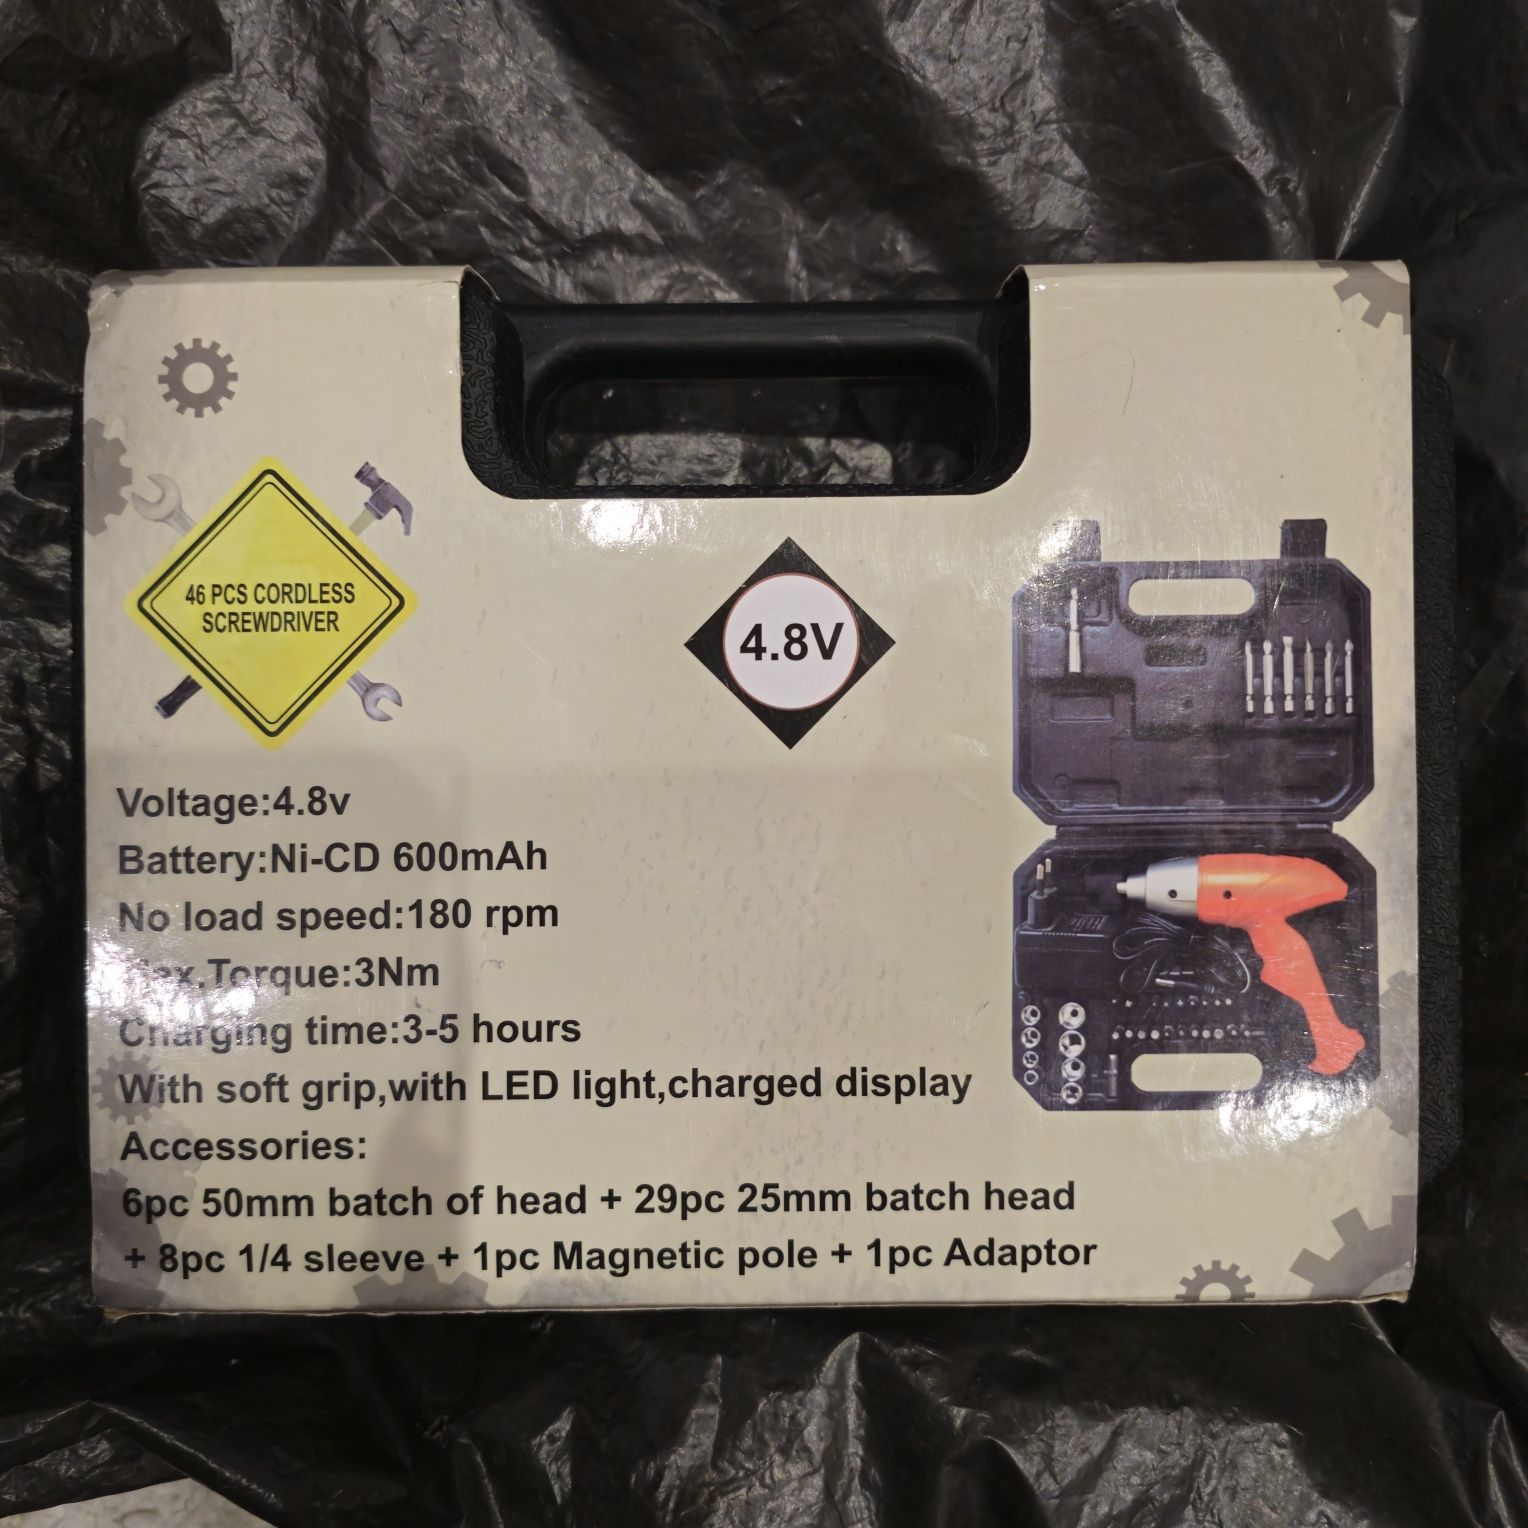 46 PCS CORDLESS
SCREWDRIVER
4.8V
Voltage:4.8v
Battery:Ni-CD 600mAh
No load speed:180 rpm
Max.Torque:3Nm
Charging time:3-5 hours
With soft grip,with LED light,charged display
Accessories:
6pc 50mm batch of head + 29pc 25mm batch head
+ 8pc 1/4 sleeve + 1pc Magnetic pole + 1pc Adaptor